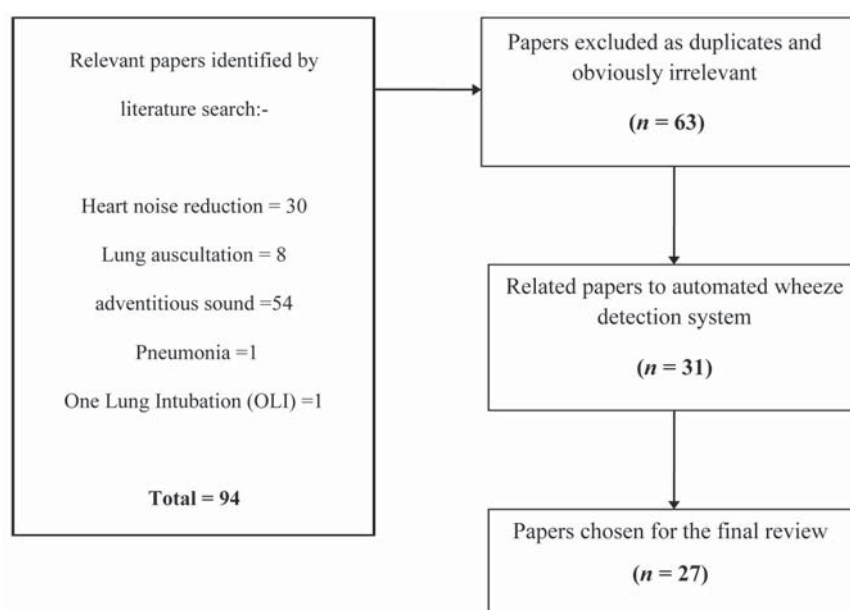 Relevant papers identified by
literature search:-
Heart noise reduction = 30
Lung auscultation = 8
adventitious sound =54
Pneumonia =1
One Lung Intubation (OLI) =1
Total = 94
Papers excluded as duplicates and
obviously irrelevant
(n = 63)
Related papers to automated wheeze
detection system
(n = 31)
Papers chosen for the final review
(n = 27)